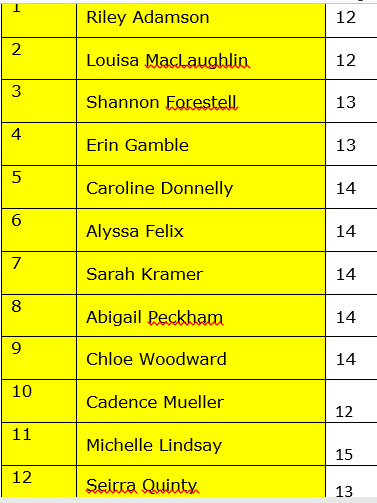 1 Riley Adamson 12
2 Louisa MacLaughlin 12
3 Shannon Forestell 13
4 Erin Gamble 13
5 Caroline Donnelly 14
6 Alyssa Felix 14
7 Sarah Kramer 14
8 Abigail Peckham 14
9 Chloe Woodward 14
10 Cadence Mueller 12
11 Michelle Lindsay 15
12 Seirra Quinty 13